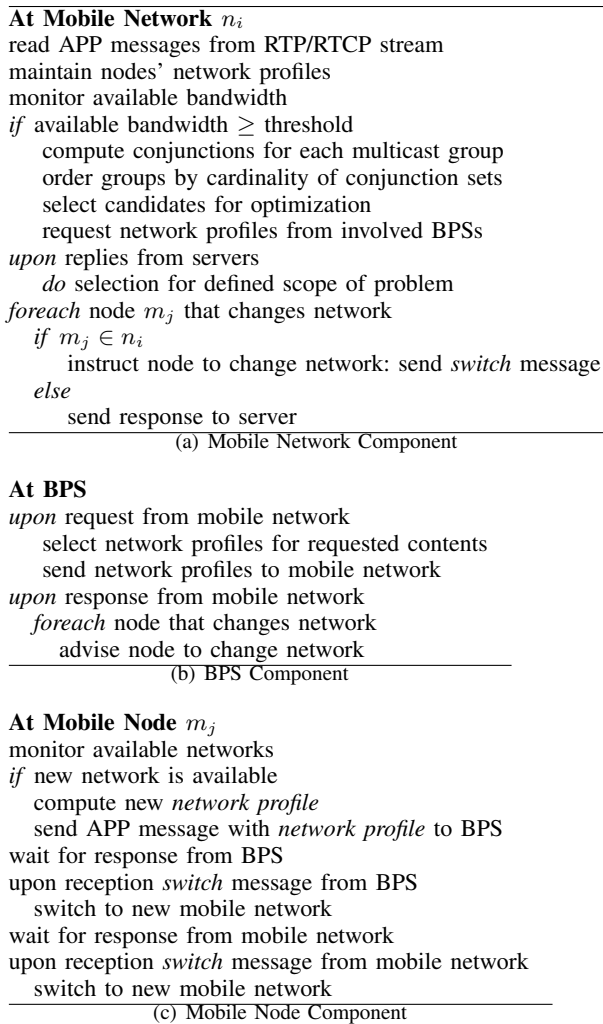 At Mobile Network n_i
read APP messages from RTP/RTCP stream
maintain nodes' network profiles
monitor available bandwidth
if available bandwidth ≥ threshold
compute conjunctions for each multicast group
order groups by cardinality of conjunction sets
select candidates for optimization
request network profiles from involved BPSs
upon replies from servers
do selection for defined scope of problem
foreach node m_j that changes network
if m_j ∈ n_i
instruct node to change network: send switch message
else
send response to server
(a) Mobile Network Component
At BPS
upon request from mobile network
select network profiles for requested contents
send network profiles to mobile network
upon response from mobile network
foreach node that changes network
advise node to change network
(b) BPS Component
At Mobile Node m_j
monitor available networks
if new network is available
compute new network profile
send APP message with network profile to BPS
wait for response from BPS
upon reception switch message from BPS
switch to new mobile network
wait for response from mobile network
upon reception switch message from mobile network
switch to new mobile network
(c) Mobile Node Component